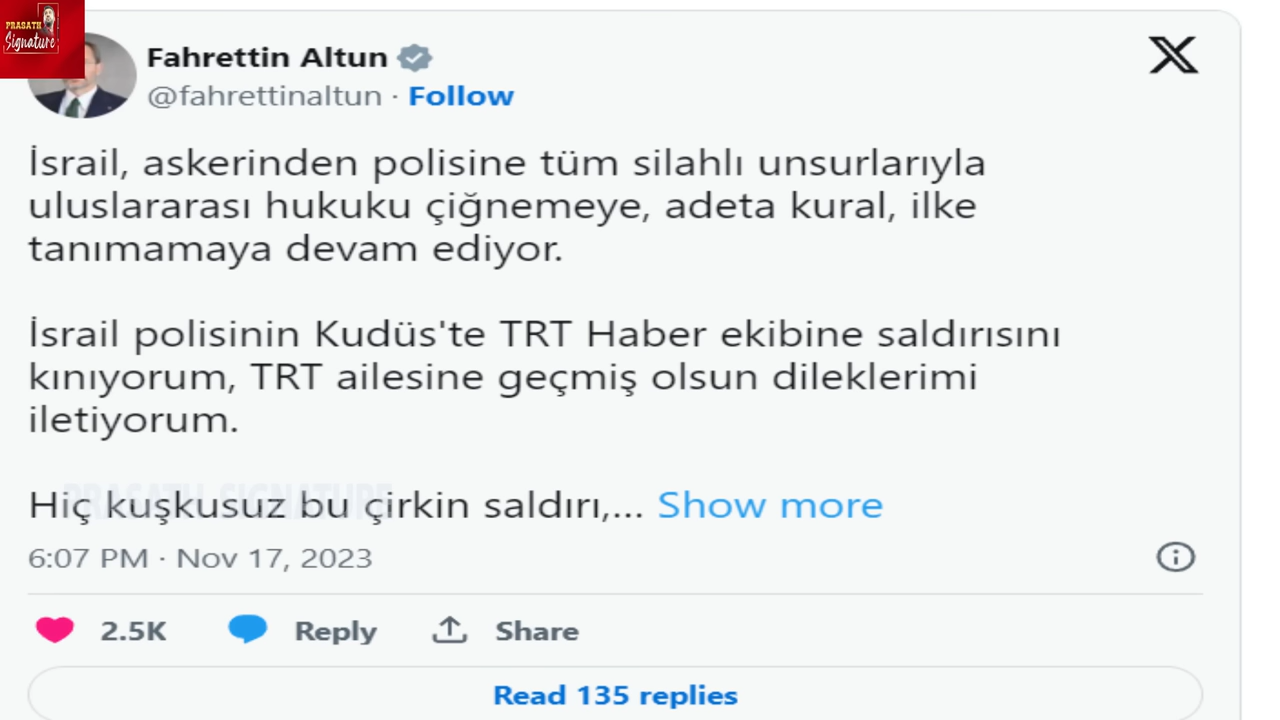 PRASATH
Signature
Fahrettin Altun
@fahrettinaltun · Follow
İsrail, askerinden polisine tüm silahlı unsurlarıyla
uluslararası hukuku çiğnemeye, adeta kural, ilke
tanımamaya devam ediyor.
İsrail polisinin Kudüs'te TRT Haber ekibine saldırısını
kınıyorum, TRT ailesine geçmiş olsun dileklerimi
iletiyorum.
PRASATH SIGNATURE
Hiç kuşkusuz bu çirkin saldırı,... Show more
6:07 PM · Nov 17, 2023
2.5K Reply Share
Read 135 replies